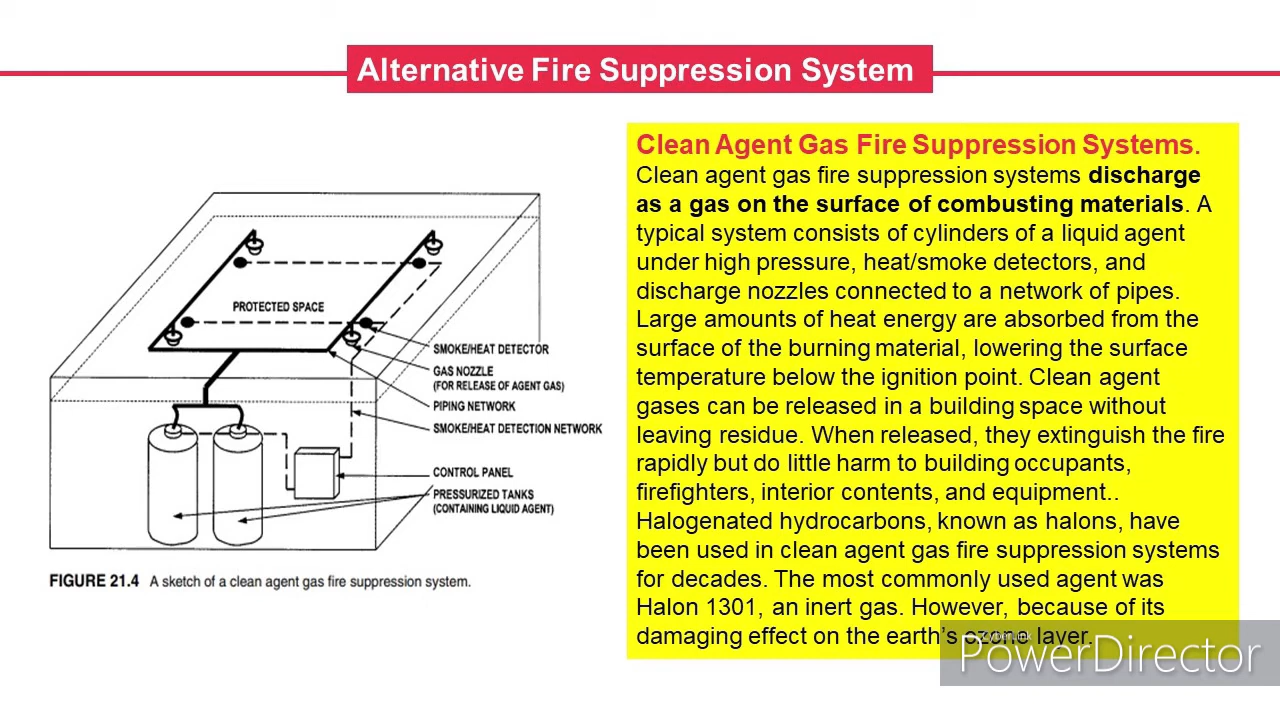 Alternative Fire Suppression System
Clean Agent Gas Fire Suppression Systems.
Clean agent gas fire suppression systems discharge
as a gas on the surface of combusting materials. A
typical system consists of cylinders of a liquid agent
under high pressure, heat/smoke detectors, and
discharge nozzles connected to a network of pipes.
Large amounts of heat energy are absorbed from the
surface of the burning material, lowering the surface
temperature below the ignition point. Clean agent
gases can be released in a building space without
leaving residue. When released, they extinguish the fire
rapidly but do little harm to building occupants,
firefighters, interior contents, and equipment..
Halogenated hydrocarbons, known as halons, have
been used in clean agent gas fire suppression systems
for decades. The most commonly used agent was
Halon 1301, an inert gas. However, because of its
damaging effect on the earth's ozone layer.
PROTECTED SPACE
SMOKE/HEAT DETECTOR
GAS NOZZLE
(FOR RELEASE OF AGENT GAS)
PIPING NETWORK
SMOKE/HEAT DETECTION NETWORK
CONTROL PANEL
PRESSURIZED TANKS
(CONTAINING LIQUID AGENT)
FIGURE 21.4 A sketch of a clean agent gas fire suppression system.
CyberLink
PowerDirector